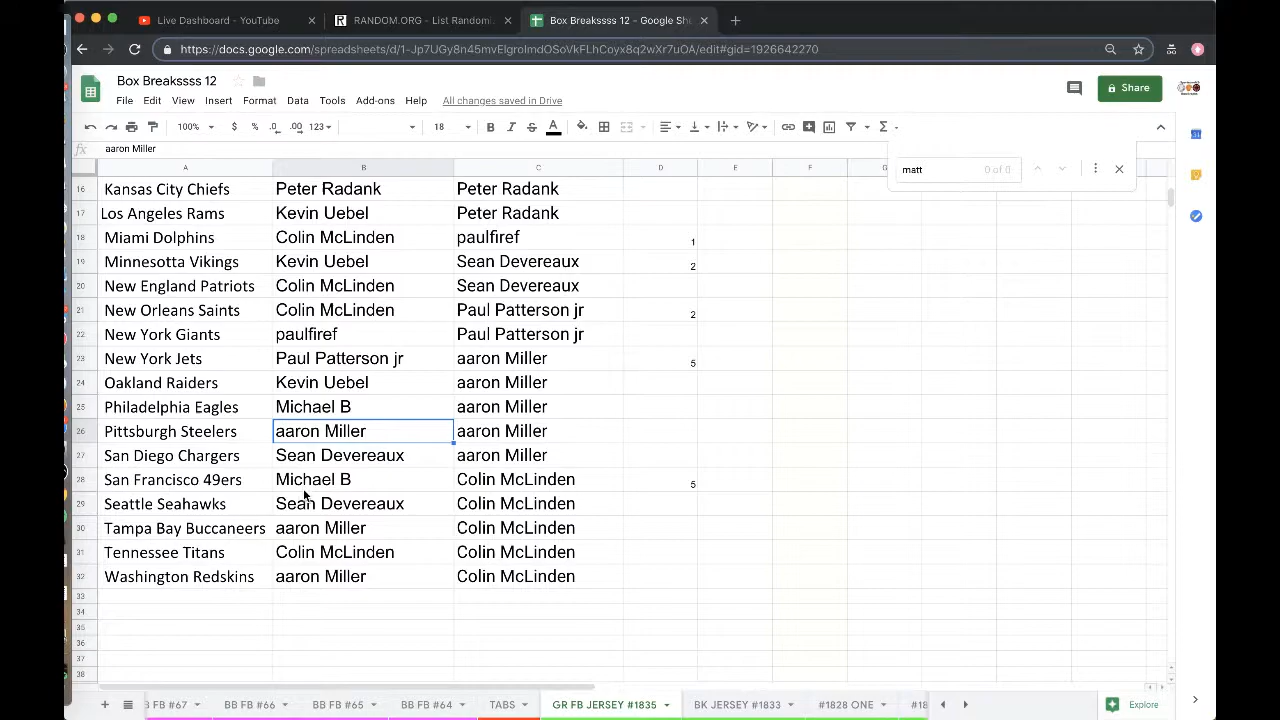 Live Dashboard - YouTube × RANDOM.ORG - List Randomi × Box Breakssss 12 - Google Sh ×
https://docs.google.com/spreadsheets/d/1-Jp7UGy8n45mvElgroImdOSoVkFLhCoyx8q2wXr7uOA/edit#gid=1926642270
Box Breakssss 12
File Edit View Insert Format Data Tools Add-ons Help All changes saved in Drive
Share
100% $ % .0 .00 123 18 B I S A
aaron Miller
matt 0 of 0
A B C D E F G
16 Kansas City Chiefs Peter Radank Peter Radank
17 Los Angeles Rams Kevin Uebel Peter Radank
18 Miami Dolphins Colin McLinden paulfiref 1
19 Minnesotta Vikings Kevin Uebel Sean Devereaux 2
20 New England Patriots Colin McLinden Sean Devereaux
21 New Orleans Saints Colin McLinden Paul Patterson jr 2
22 New York Giants paulfiref Paul Patterson jr
23 New York Jets Paul Patterson jr aaron Miller 5
24 Oakland Raiders Kevin Uebel aaron Miller
25 Philadelphia Eagles Michael B aaron Miller
26 Pittsburgh Steelers aaron Miller aaron Miller
27 San Diego Chargers Sean Devereaux aaron Miller
28 San Francisco 49ers Michael B Colin McLinden 5
29 Seattle Seahawks Sean Devereaux Colin McLinden
30 Tampa Bay Buccaneers aaron Miller Colin McLinden
31 Tennessee Titans Colin McLinden Colin McLinden
32 Washington Redskins aaron Miller Colin McLinden
33
34
35
36
37
38
FB #67 BB FB #66 BB FB #65 BB FB #64 TABS GR FB JERSEY #1835 BK JERSEY #1833 #1828 ONE #18 Explore